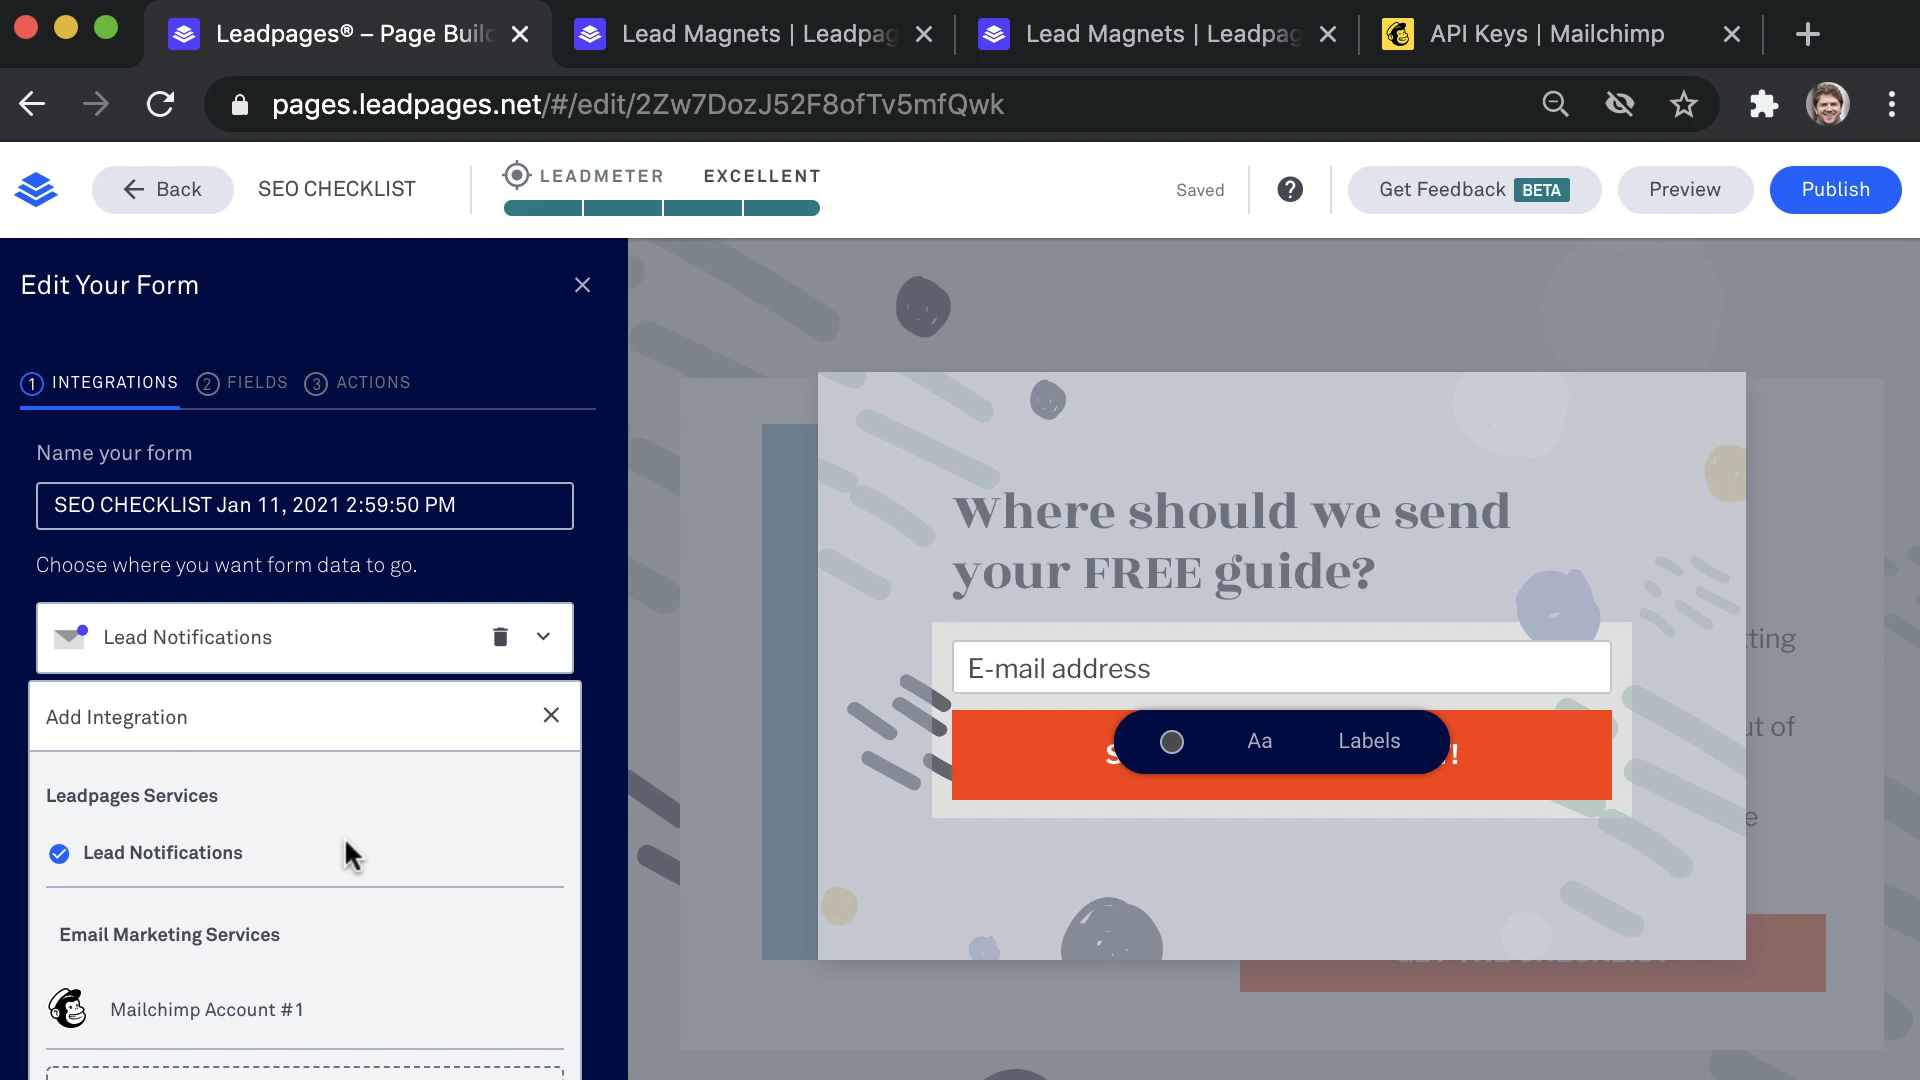 Leadpages® – Page Buil
Lead Magnets | Leadpag
Lead Magnets | Leadpag
API Keys | Mailchimp
pages.leadpages.net/#/edit/2Zw7DozJ52F8ofTv5mfQwk
Back
SEO CHECKLIST
LEADMETER
EXCELLENT
Saved
Get Feedback BETA
Preview
Publish
Edit Your Form
1 INTEGRATIONS
2 FIELDS
3 ACTIONS
Name your form
SEO CHECKLIST Jan 11, 2021 2:59:50 PM
Choose where you want form data to go.
Lead Notifications
Add Integration
Leadpages Services
Lead Notifications
Email Marketing Services
Mailchimp Account #1
Where should we send
your FREE guide?
E-mail address
S
Aa
Labels
!
tting
ut of
e